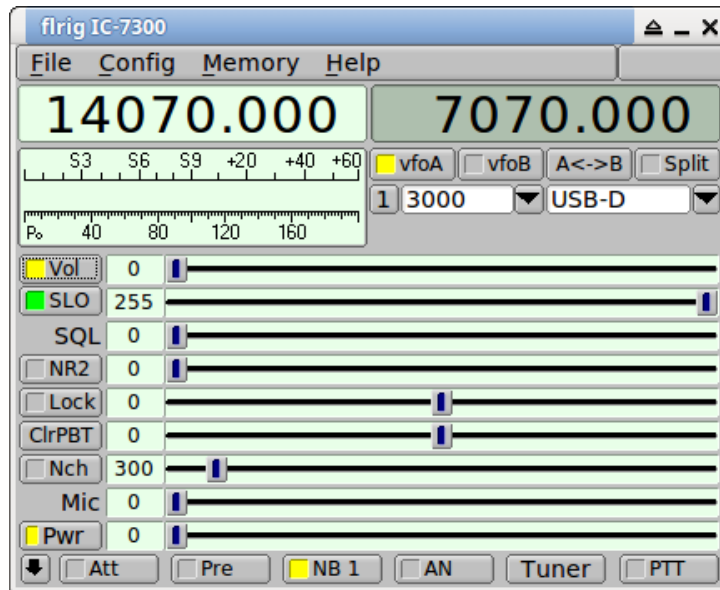 flrig IC-7300
File Config Memory Help
14070.000 7070.000
S3 S6 S9 +20 +40 +60
Po 40 80 120 160
vfoA vfoB A<->B Split
1 3000 USB-D
Vol 0
SLO 255
SQL 0
NR2 0
Lock 0
ClrPBT 0
Nch 300
Mic 0
Pwr 0
Att Pre NB 1 AN Tuner PTT